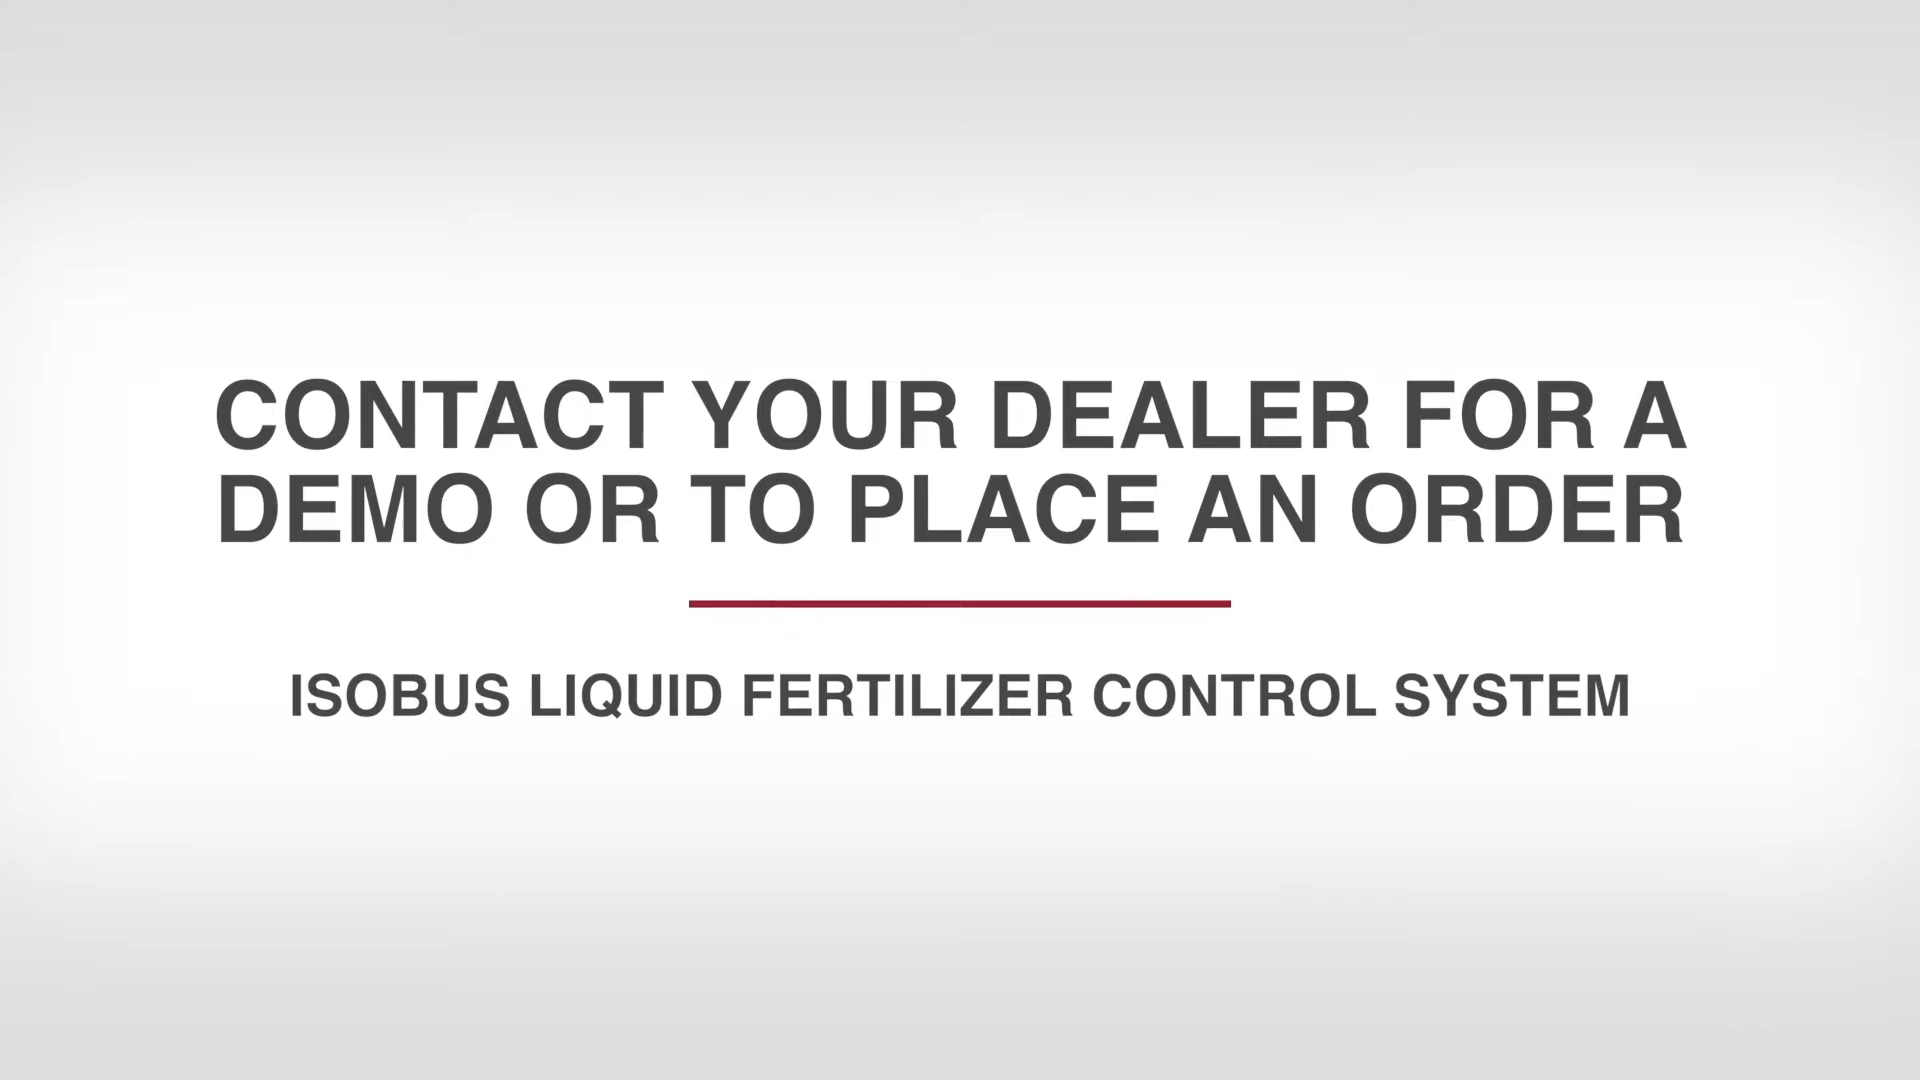 CONTACT YOUR DEALER FOR A
DEMO OR TO PLACE AN ORDER
ISOBUS LIQUID FERTILIZER CONTROL SYSTEM